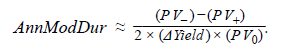 AnnModDur ≈ (PV₋)−(PV₊) / 2 × (ΔYield) × (PV₀).